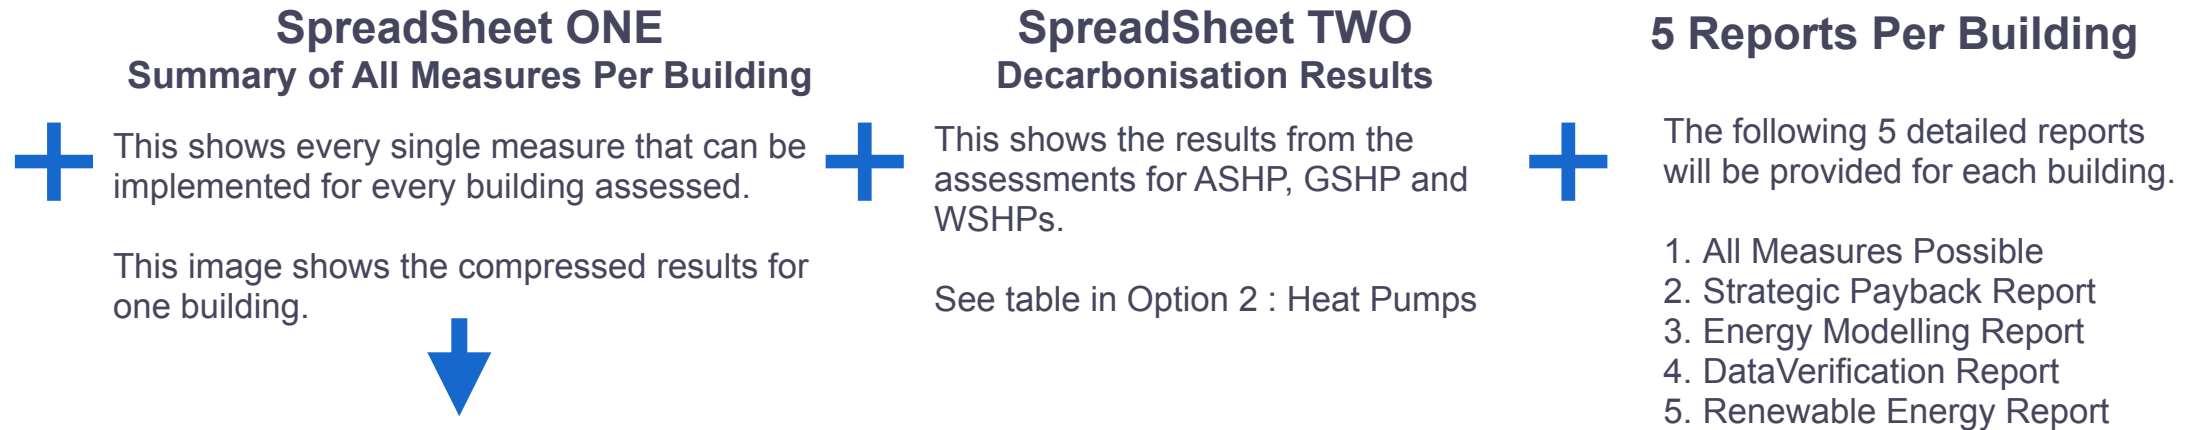 SpreadSheet ONE
Summary of All Measures Per Building
This shows every single measure that can be
implemented for every building assessed.
This image shows the compressed results for
one building.
SpreadSheet TWO
Decarbonisation Results
This shows the results from the
assessments for ASHP, GSHP and
WSHPs.
See table in Option 2 : Heat Pumps
5 Reports Per Building
The following 5 detailed reports
will be provided for each building.
1. All Measures Possible
2. Strategic Payback Report
3. Energy Modelling Report
4. DataVerification Report
5. Renewable Energy Report